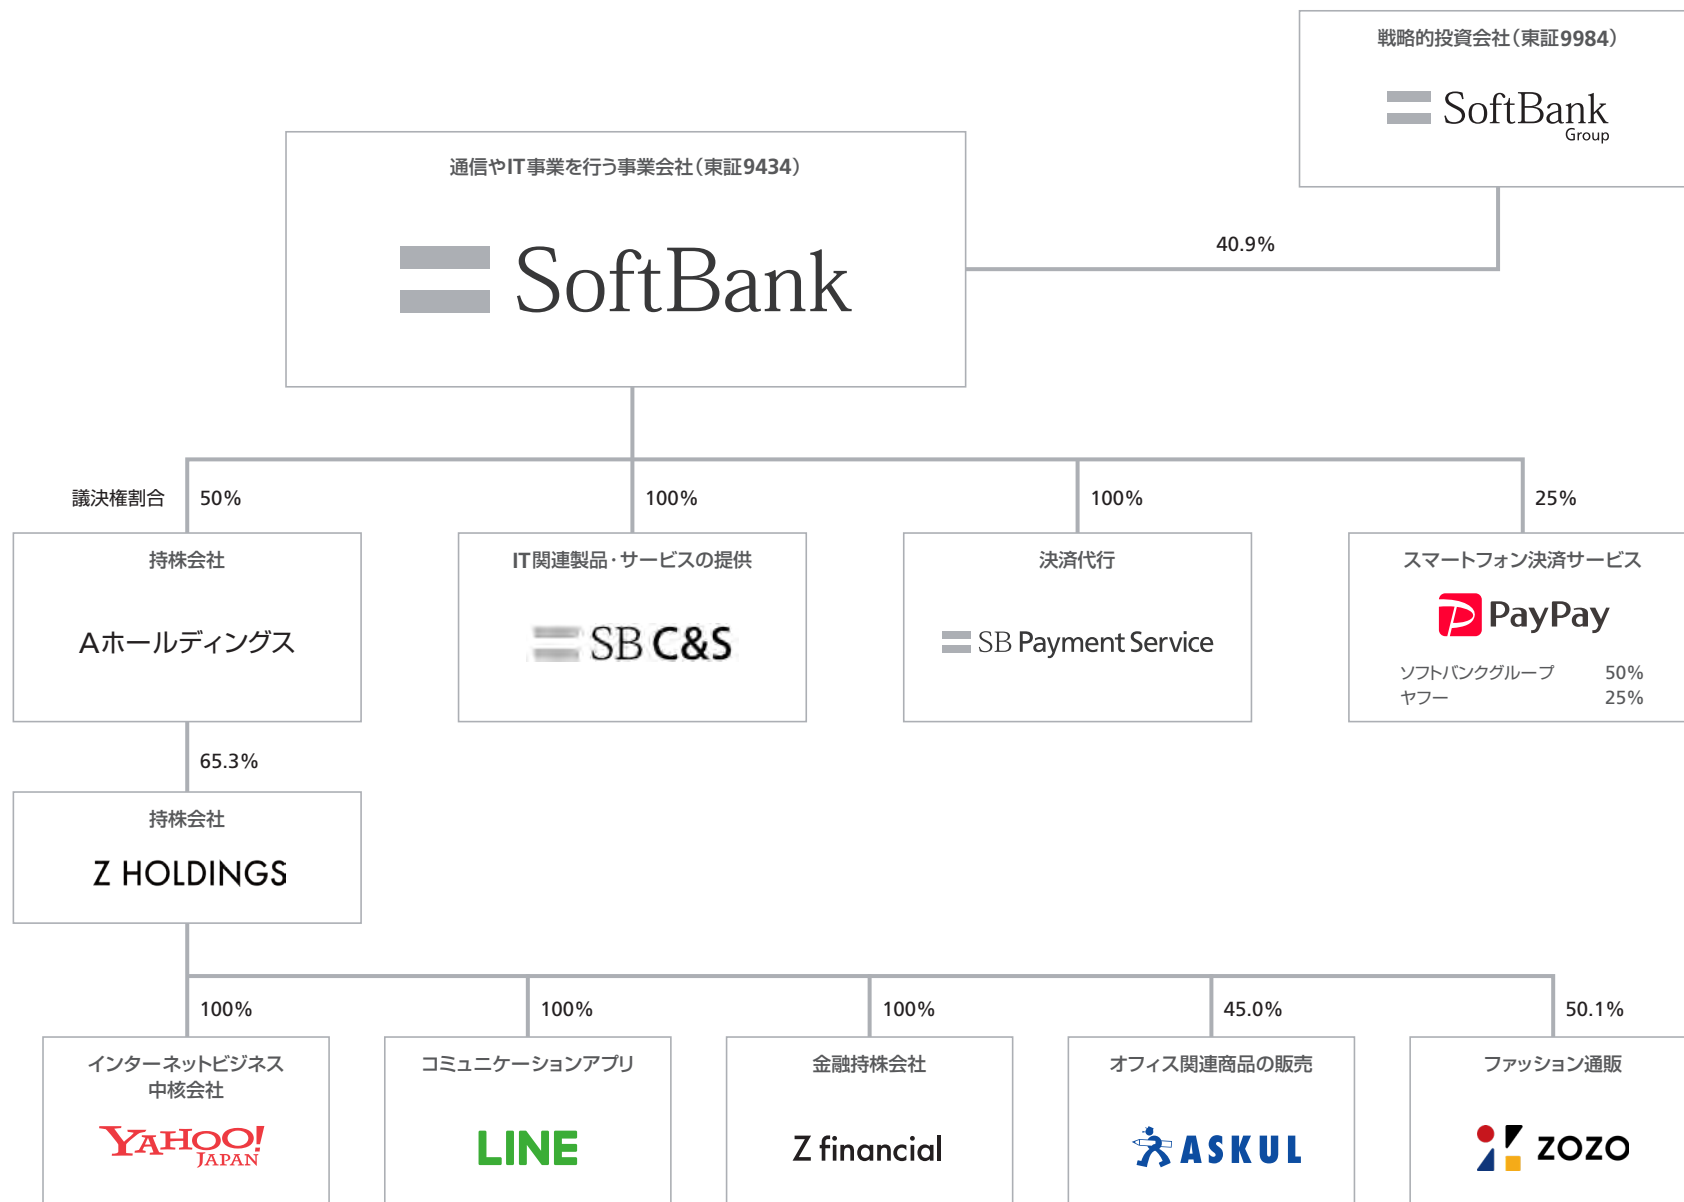 戦略的投資会社（東証9984）
SoftBank
Group
通信やIT事業を行う事業会社（東証9434）
SoftBank
40.9%
議決権割合 50%
100%
100%
25%
持株会社
Aホールディングス
IT関連製品・サービスの提供
SB C&S
決済代行
SB Payment Service
スマートフォン決済サービス
PayPay
ソフトバンクグループ 50%
ヤフー 25%
65.3%
持株会社
Z HOLDINGS
100%
100%
100%
45.0%
50.1%
インターネットビジネス
中核会社
YAHOO!
JAPAN
コミュニケーションアプリ
LINE
金融持株会社
Z financial
オフィス関連商品の販売
ASKUL
ファッション通販
ZOZO